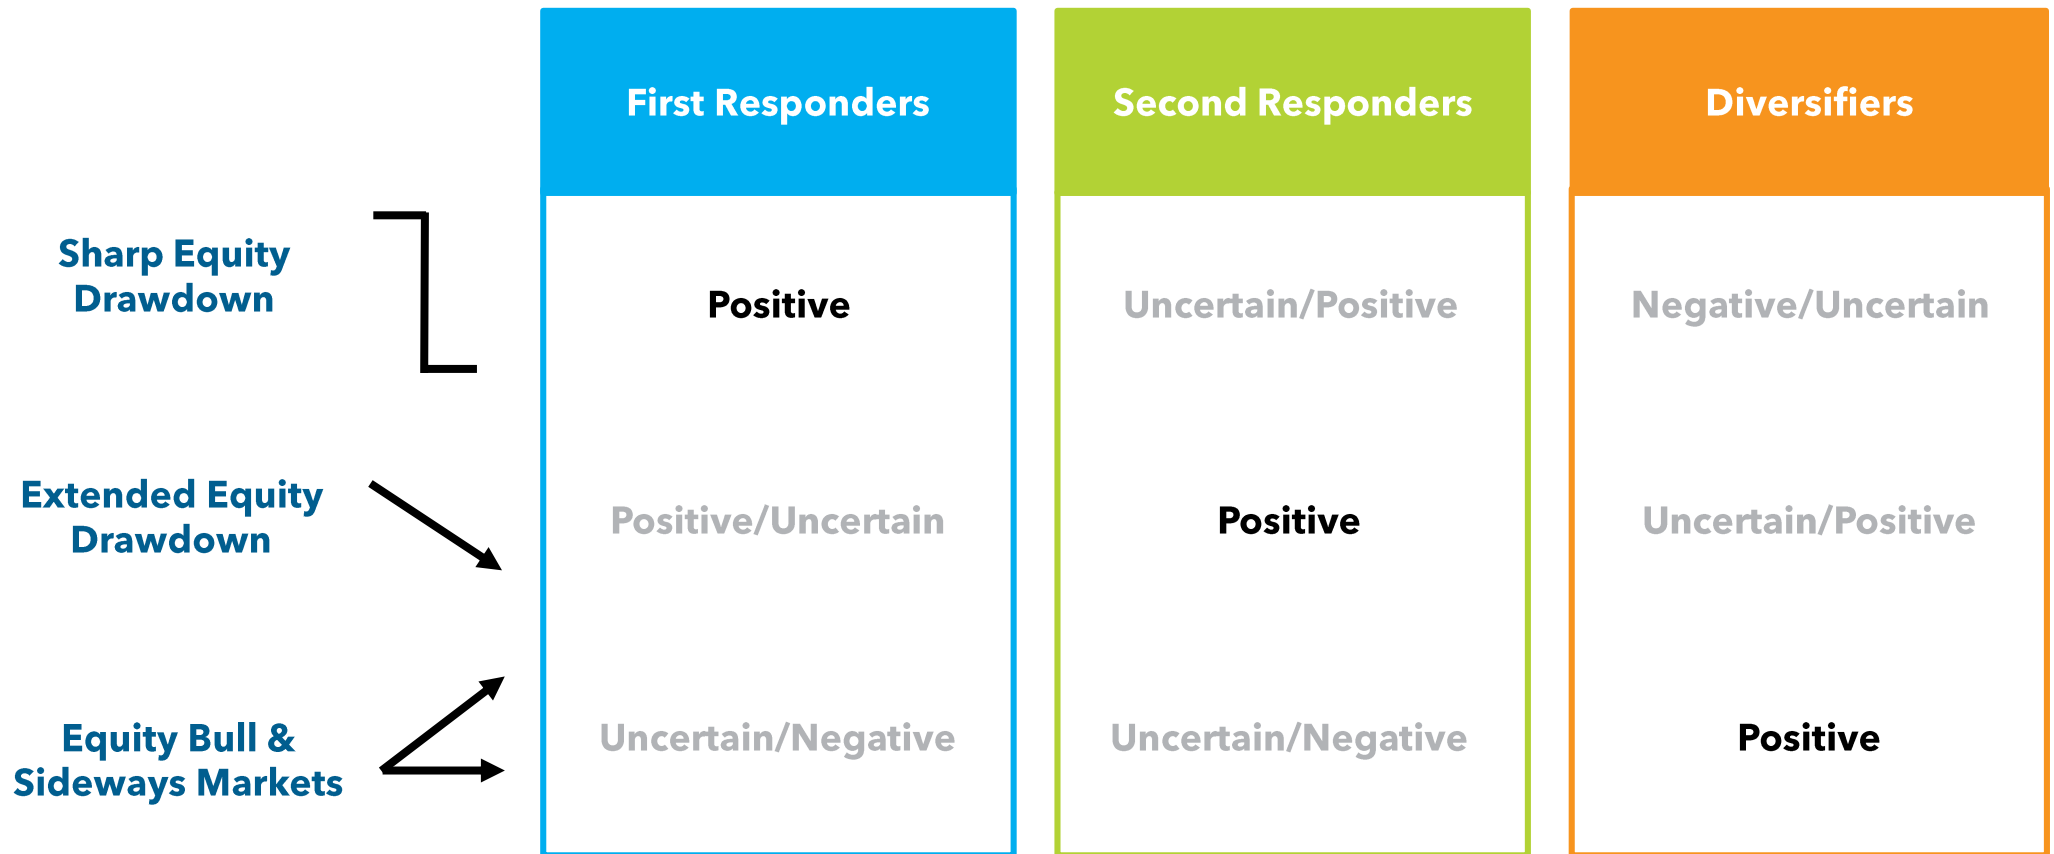 First Responders
Second Responders
Diversifiers
Sharp Equity
Drawdown
Positive
Uncertain/Positive
Negative/Uncertain
Extended Equity
Drawdown
Positive/Uncertain
Positive
Uncertain/Positive
Equity Bull &
Sideways Markets
Uncertain/Negative
Uncertain/Negative
Positive